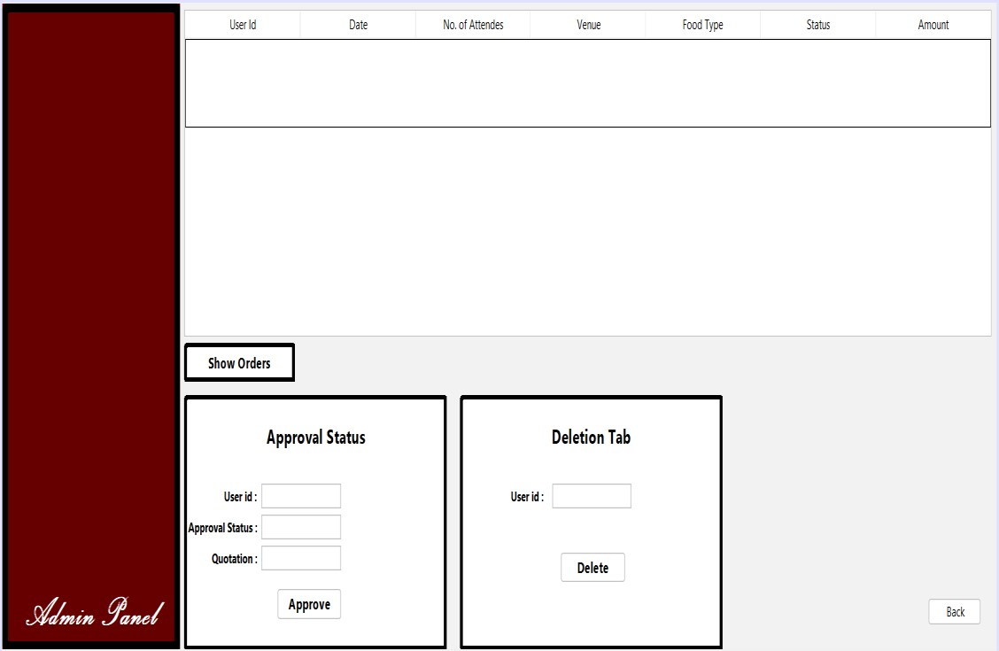 User Id Date No. of Attendes Venue Food Type Status Amount
Show Orders
Approval Status
User id :
Approval Status :
Quotation :
Approve
Deletion Tab
User id :
Delete
Back
Admin Panel